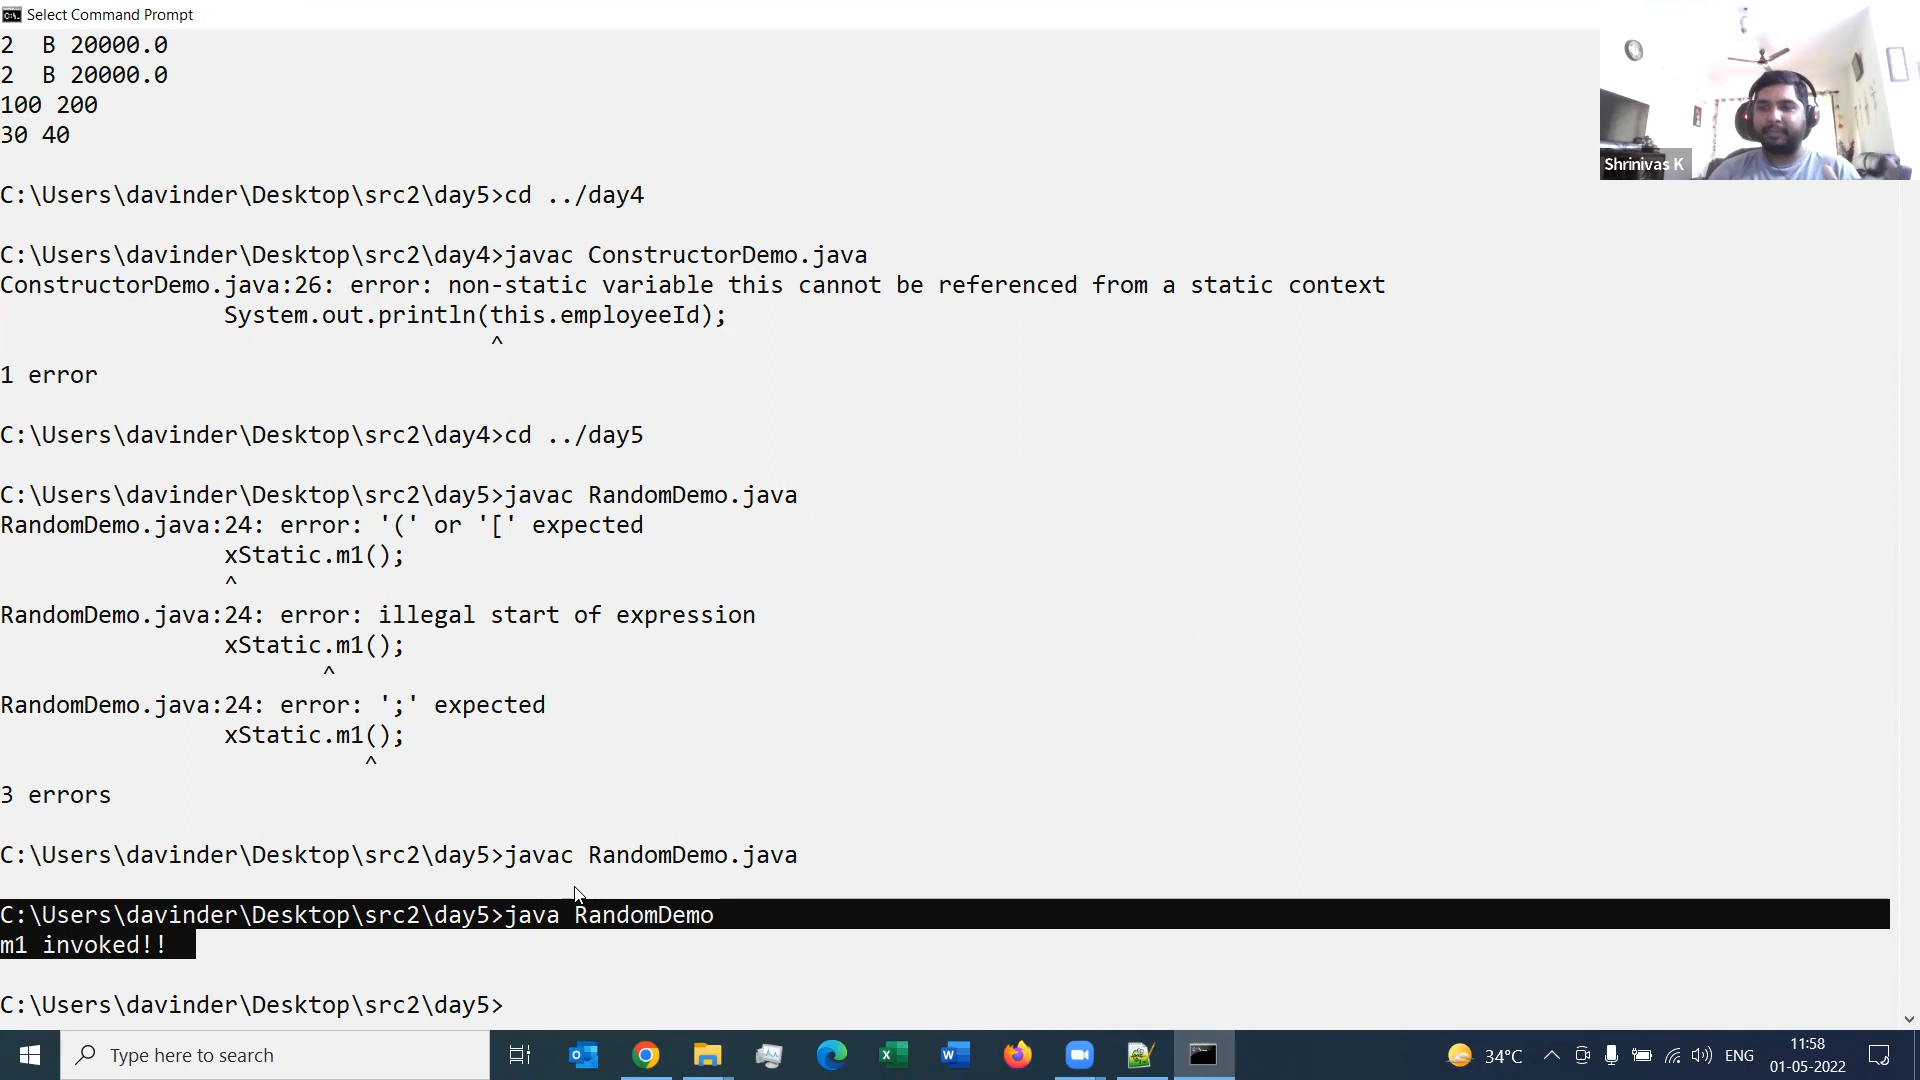 Select Command Prompt
2  B 20000.0
2  B 20000.0
100 200
30 40
Shrinivas K
C:\Users\davinder\Desktop\src2\day5>cd ../day4
C:\Users\davinder\Desktop\src2\day4>javac ConstructorDemo.java
ConstructorDemo.java:26: error: non-static variable this cannot be referenced from a static context
System.out.println(this.employeeId);
^
1 error
C:\Users\davinder\Desktop\src2\day4>cd ../day5
C:\Users\davinder\Desktop\src2\day5>javac RandomDemo.java
RandomDemo.java:24: error: '(' or '[' expected
xStatic.m1();
^
RandomDemo.java:24: error: illegal start of expression
xStatic.m1();
^
RandomDemo.java:24: error: ';' expected
xStatic.m1();
^
3 errors
C:\Users\davinder\Desktop\src2\day5>javac RandomDemo.java
C:\Users\davinder\Desktop\src2\day5>java RandomDemo
m1 invoked!!
C:\Users\davinder\Desktop\src2\day5>
Type here to search
34°C
ENG
11:58
01-05-2022